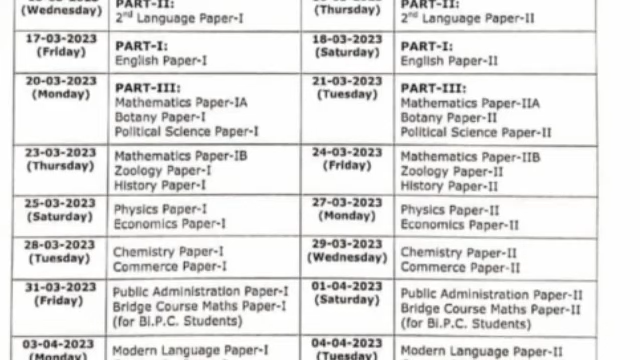 (Wednesday) PART-II: (Thursday) PART-II:
2nd Language Paper-I 2nd Language Paper-II
17-03-2023 PART-I: 18-03-2023 PART-I:
(Friday) English Paper-I (Saturday) English Paper-II
20-03-2023 PART-III: 21-03-2023 PART-III:
(Monday) Mathematics Paper-IA (Tuesday) Mathematics Paper-IIA
Botany Paper-I Botany Paper-II
Political Science Paper-I Political Science Paper-II
23-03-2023 Mathematics Paper-IB 24-03-2023 Mathematics Paper-IIB
(Thursday) Zoology Paper-I (Friday) Zoology Paper-II
History Paper-I History Paper-II
25-03-2023 Physics Paper-I 27-03-2023 Physics Paper-II
(Saturday) Economics Paper-I (Monday) Economics Paper-II
28-03-2023 Chemistry Paper-I 29-03-2023 Chemistry Paper-II
(Tuesday) Commerce Paper-I (Wednesday) Commerce Paper-II
31-03-2023 Public Administration Paper-I 01-04-2023 Public Administration Paper-II
(Friday) Bridge Course Maths Paper-I (Saturday) Bridge Course Maths Paper-II
(for Bi.P.C. Students) (for Bi.P.C. Students)
03-04-2023 Modern Language Paper-I 04-04-2023 Modern Language Paper-II
(Monday) (Tuesday)